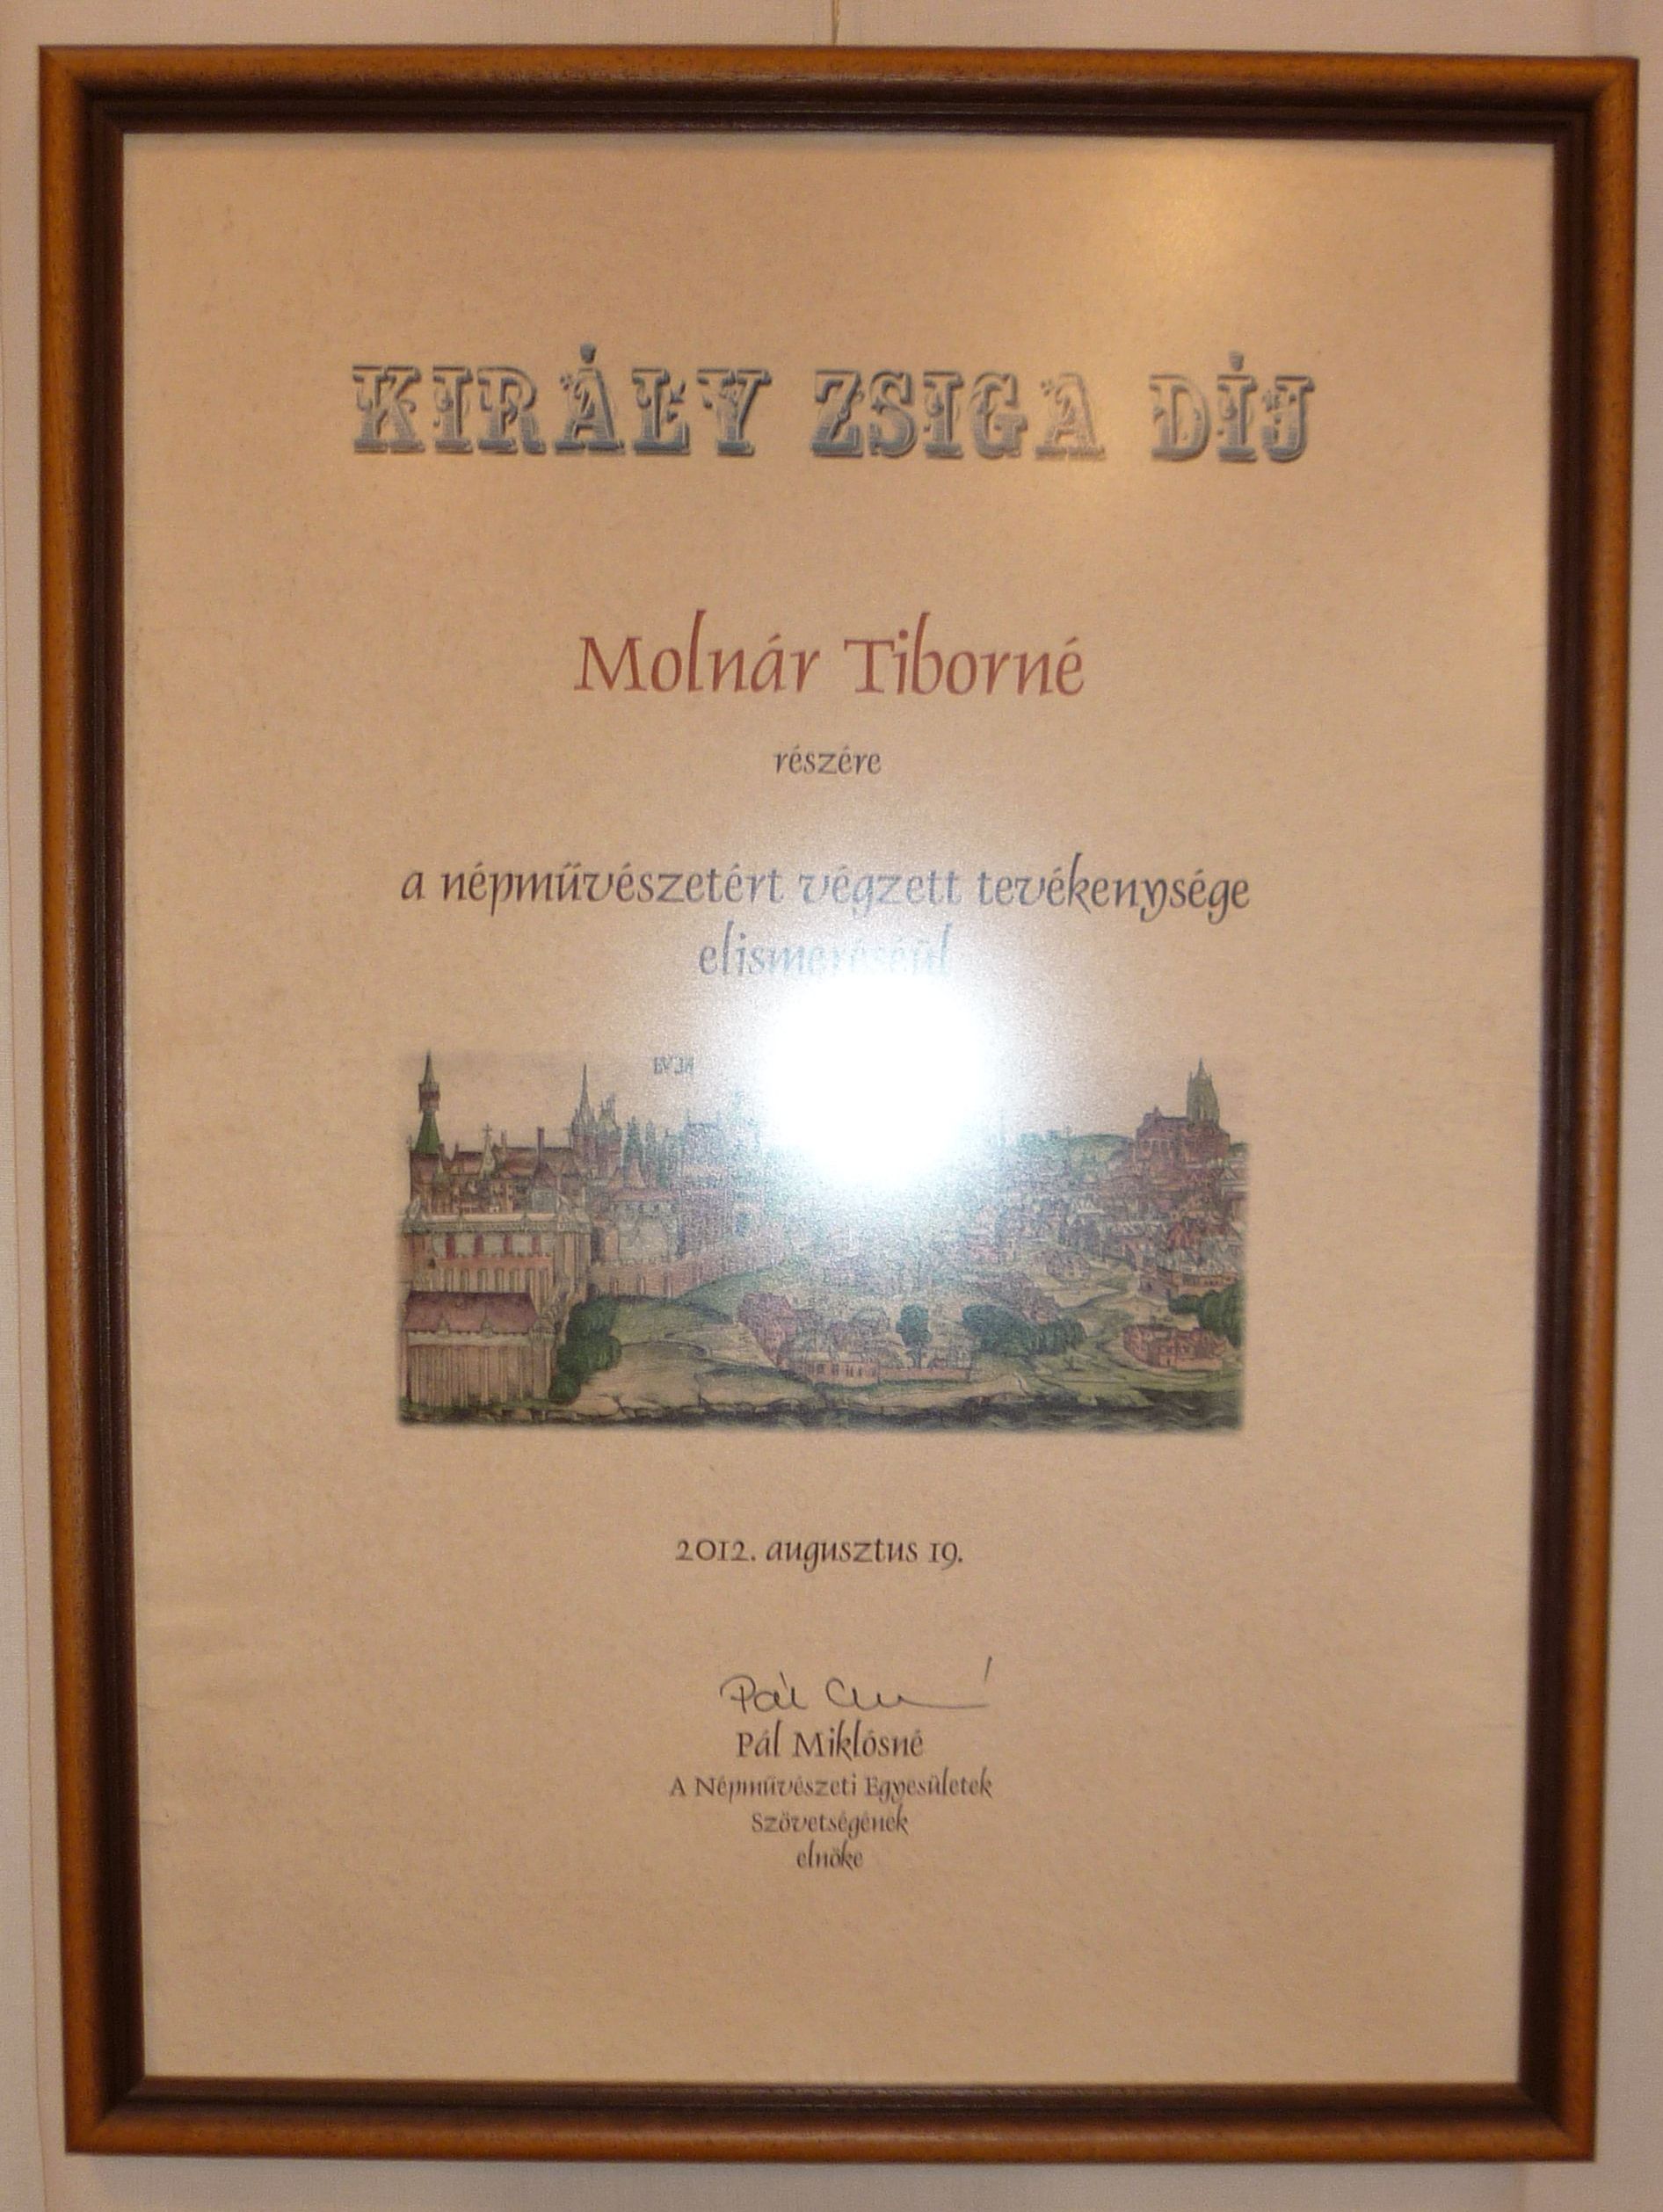 KIRÁLY ZSIGA DÍJ
Molnár Tiborné
részére
a népművészetért végzett tevékenysége
elismeréséül
2012. augusztus 19.
Pál
Pál Miklósné
A Népművészeti Egyesületek
Szövetségének
elnöke